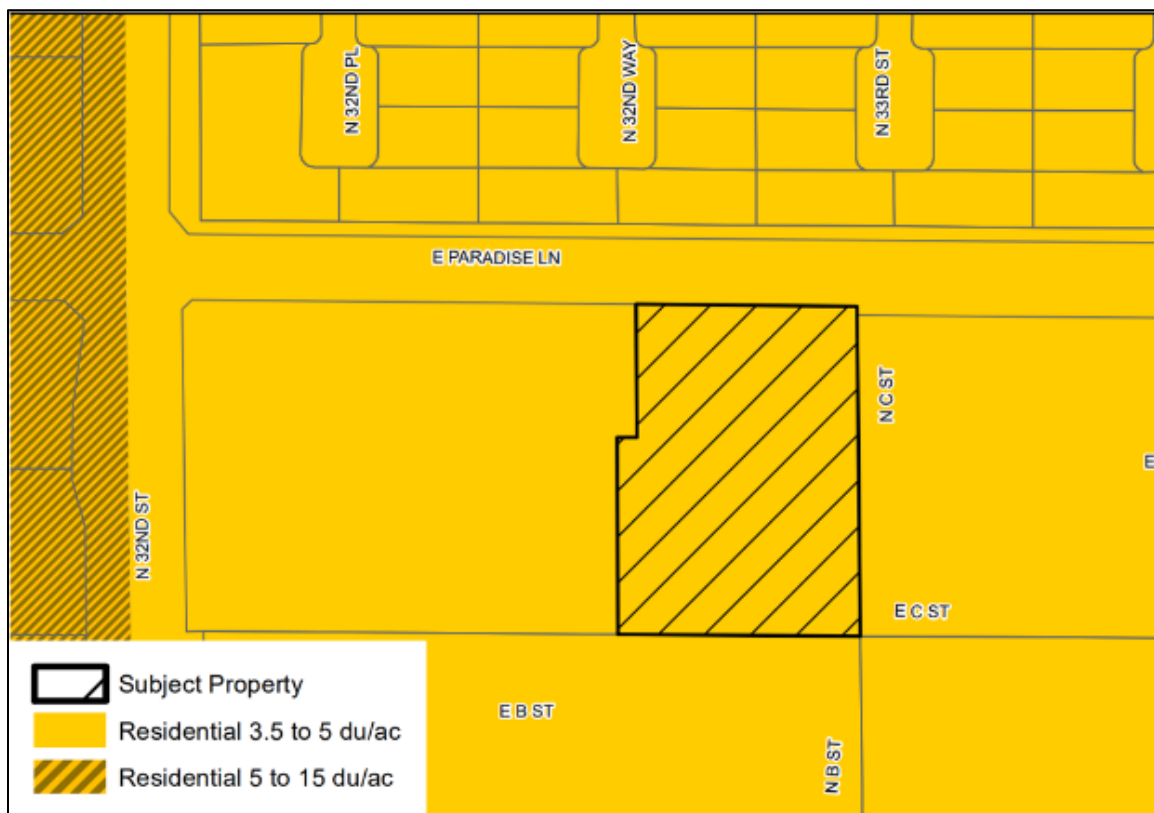 N 32ND PL
N 32ND WAY
N 33RD ST
E PARADISE LN
N C ST
E
N 32ND ST
E C ST
E B ST
N B ST
Subject Property
Residential 3.5 to 5 du/ac
Residential 5 to 15 du/ac